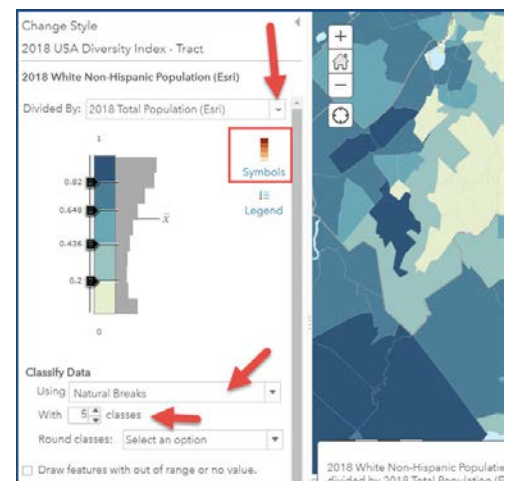 Change Style
2018 USA Diversity Index - Tract
2018 White Non-Hispanic Population (Esri)
Divided By: 2018 Total Population (Esri)
1
0.82
0.648
0.436
0.2
0
x̄
Symbols
Legend
Classify Data
Using Natural Breaks
With 5 classes
Round classes: Select an option
Draw features with out of range or no value.
+
−
2018 White Non-Hispanic Populati
divided by 2018 Total Population (E